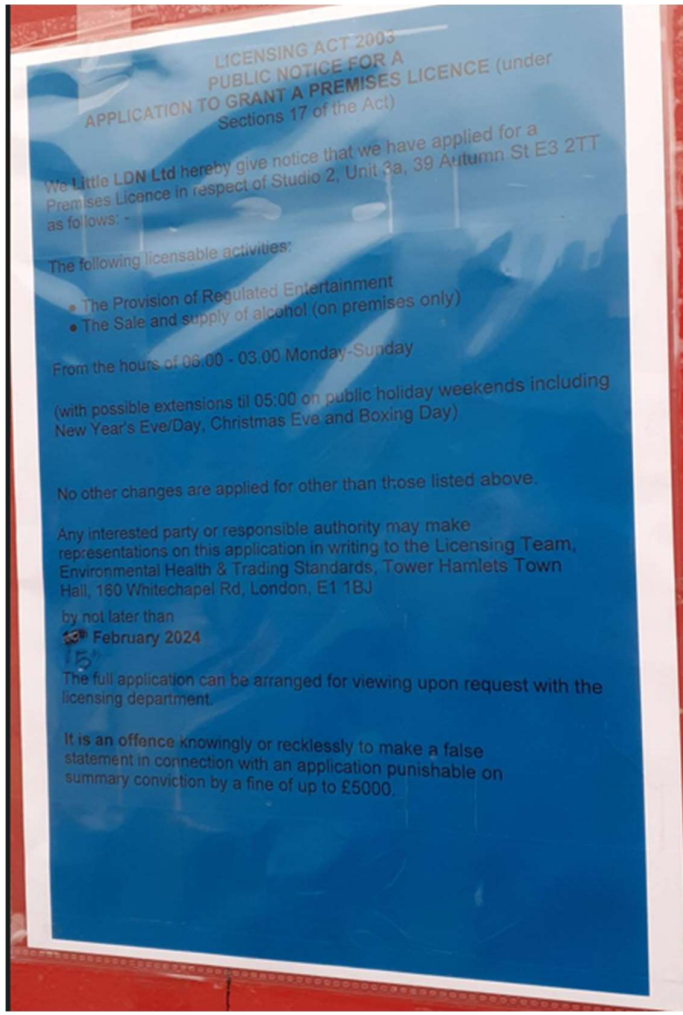 LICENSING ACT 2003
PUBLIC NOTICE FOR A
APPLICATION TO GRANT A PREMISES LICENCE (under
Sections 17 of the Act)
We Little LDN Ltd hereby give notice that we have applied for a
Premises Licence in respect of Studio 2, Unit 3a, 39 Autumn St E3 2TT
as follows: -
The following licensable activities:
• The Provision of Regulated Entertainment
• The Sale and supply of alcohol (on premises only)
From the hours of 06.00 - 03.00 Monday-Sunday
(with possible extensions til 05:00 on public holiday weekends including
New Year's Eve/Day, Christmas Eve and Boxing Day)
No other changes are applied for other than those listed above.
Any interested party or responsible authority may make
representations on this application in writing to the Licensing Team,
Environmental Health & Trading Standards, Tower Hamlets Town
Hall, 160 Whitechapel Rd, London, E1 1BJ
by not later than
February 2024
15th
The full application can be arranged for viewing upon request with the
licensing department.
It is an offence knowingly or recklessly to make a false
statement in connection with an application punishable on
summary conviction by a fine of up to £5000.